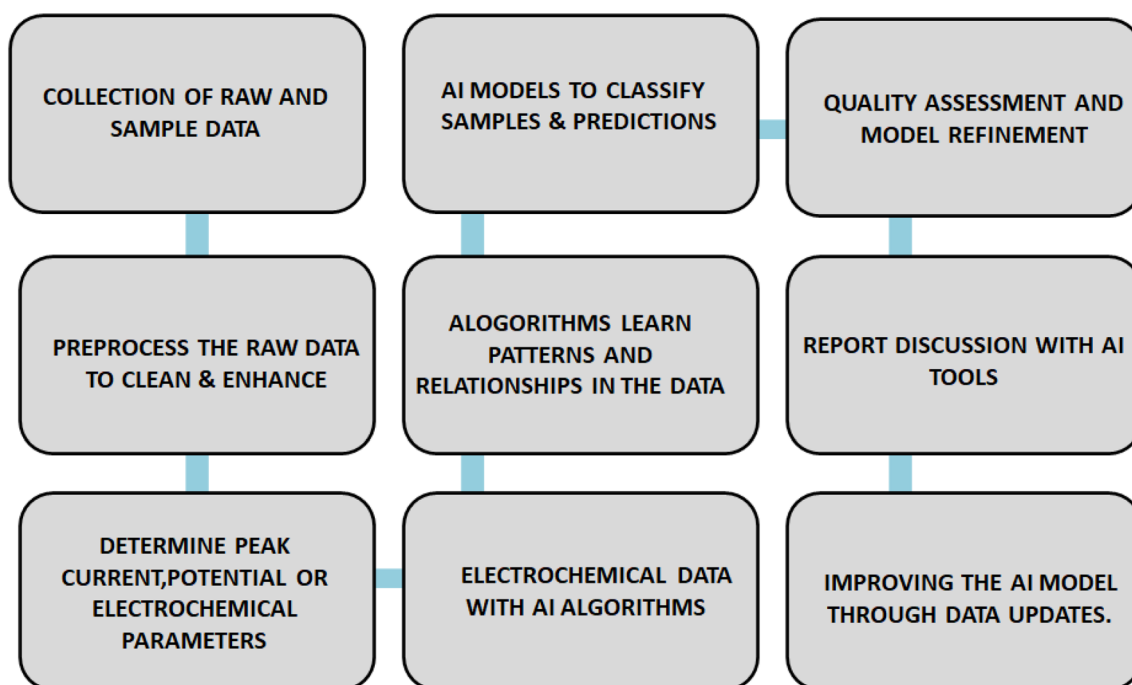 COLLECTION OF RAW AND
SAMPLE DATA
PREPROCESS THE RAW DATA
TO CLEAN & ENHANCE
DETERMINE PEAK
CURRENT,POTENTIAL OR
ELECTROCHEMICAL
PARAMETERS
ELECTROCHEMICAL DATA
WITH AI ALGORITHMS
ALOGORITHMS LEARN
PATTERNS AND
RELATIONSHIPS IN THE DATA
AI MODELS TO CLASSIFY
SAMPLES & PREDICTIONS
QUALITY ASSESSMENT AND
MODEL REFINEMENT
REPORT DISCUSSION WITH AI
TOOLS
IMPROVING THE AI MODEL
THROUGH DATA UPDATES.